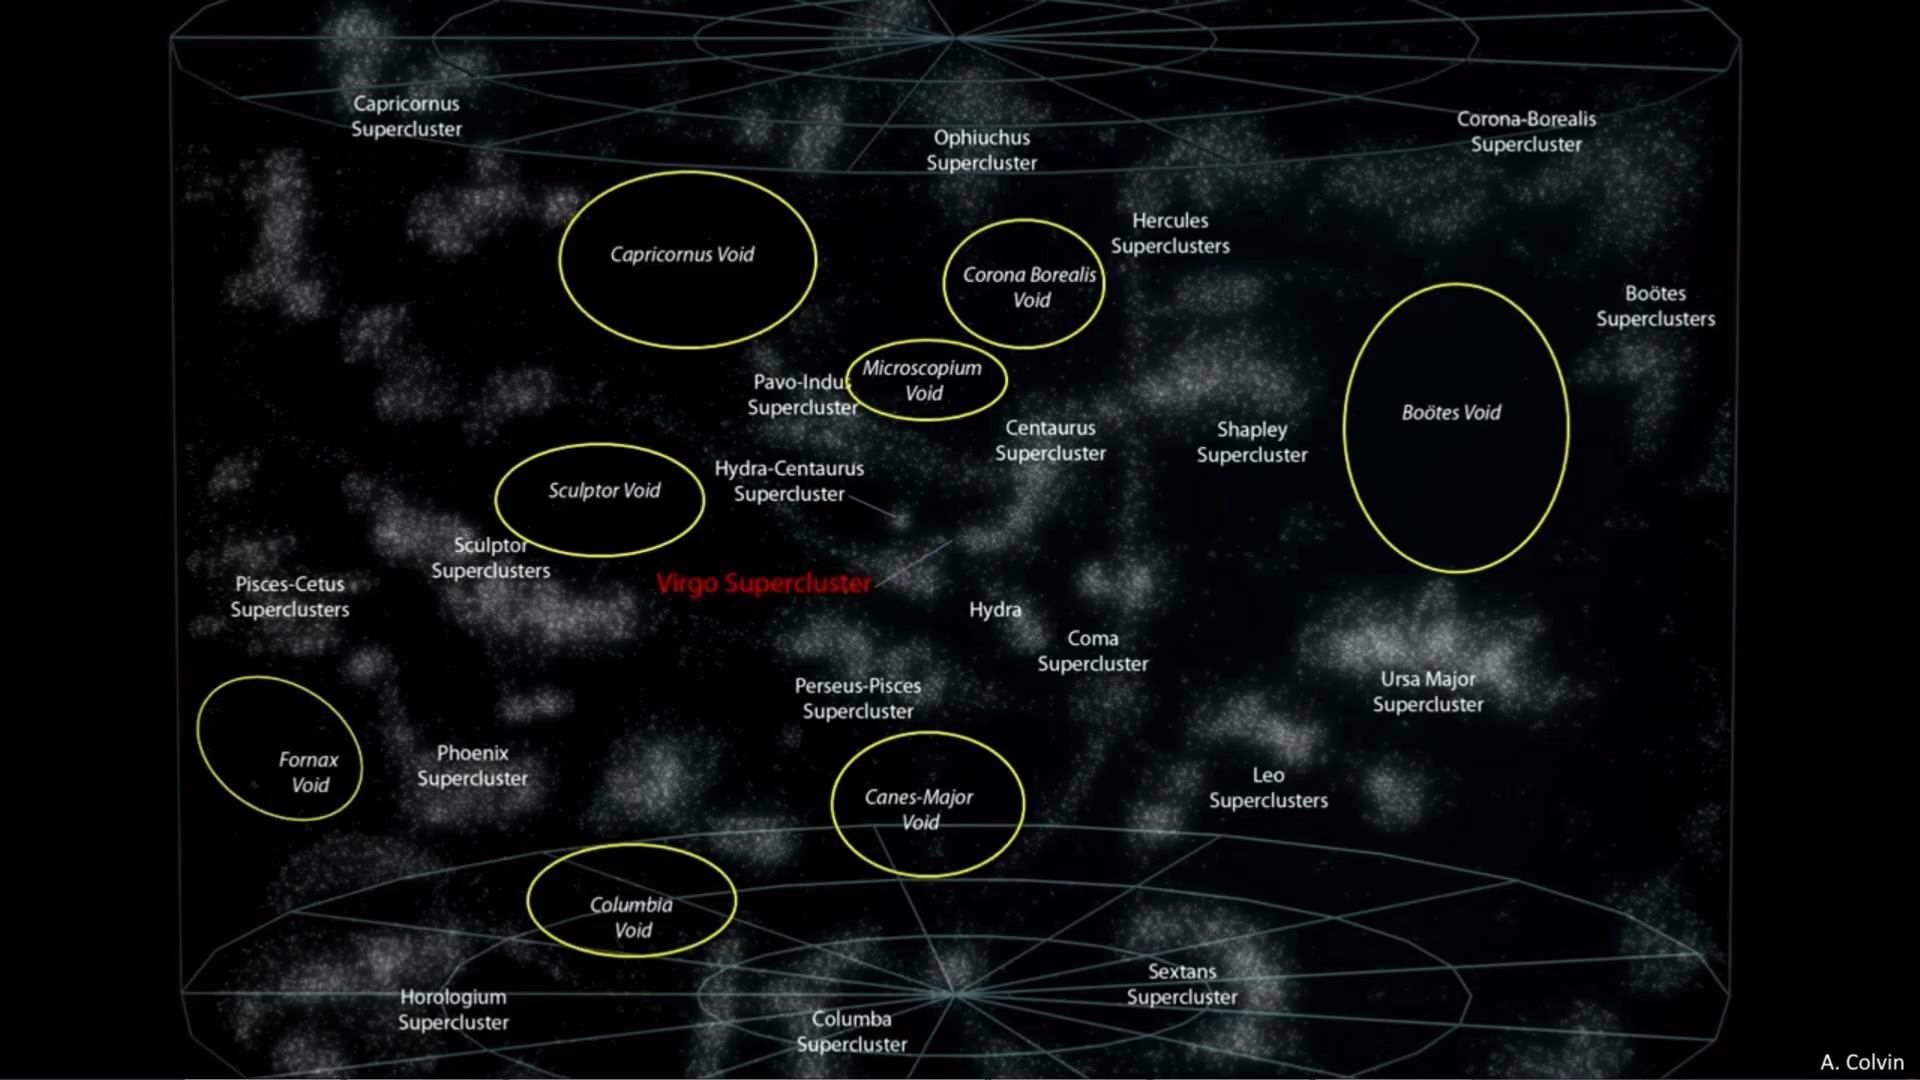 Capricornus
Supercluster
Ophiuchus
Supercluster
Corona-Borealis
Supercluster
Hercules
Superclusters
Capricornus Void
Corona Borealis
Void
Boötes
Superclusters
Microscopium
Void
Pavo-Indus
Supercluster
Boötes Void
Centaurus
Supercluster
Shapley
Supercluster
Hydra-Centaurus
Supercluster
Sculptor Void
Sculptor
Superclusters
Virgo Supercluster
Pisces-Cetus
Superclusters
Hydra
Coma
Supercluster
Perseus-Pisces
Supercluster
Ursa Major
Supercluster
Fornax
Void
Phoenix
Supercluster
Canes-Major
Void
Leo
Superclusters
Columbia
Void
Horologium
Supercluster
Sextans
Supercluster
Columba
Supercluster
A. Colvin